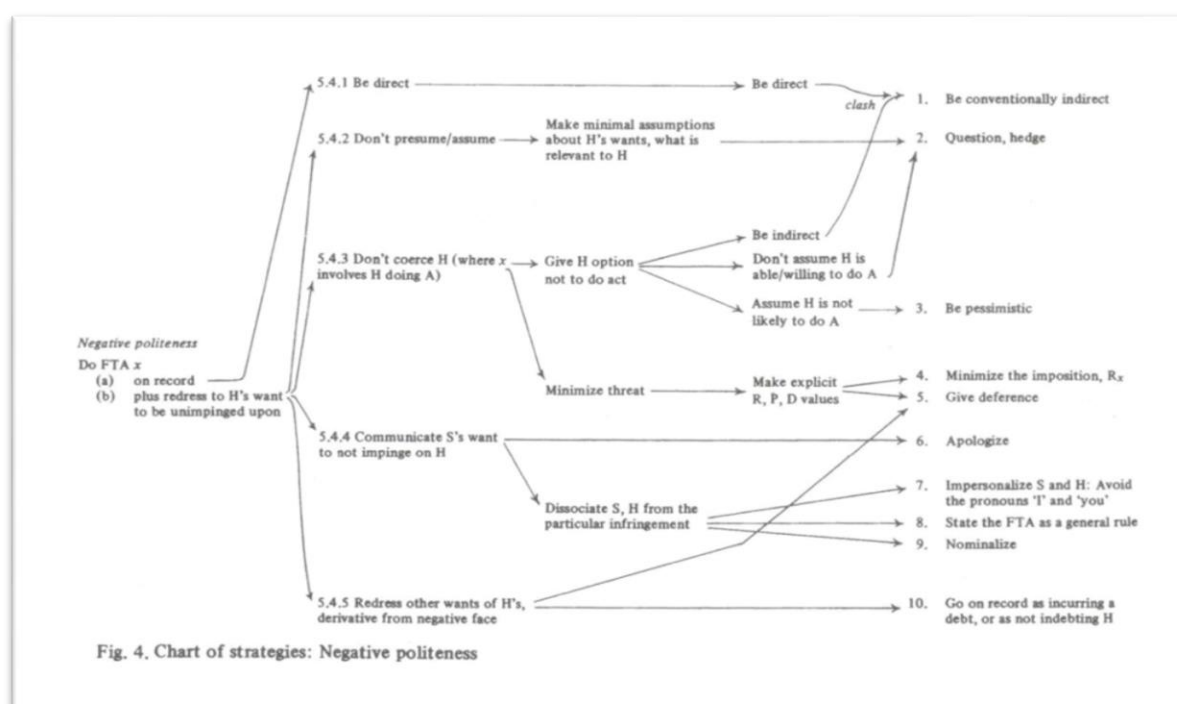 Negative politeness
Do FTA x
(a) on record
(b) plus redress to H's want
to be unimpinged upon
5.4.1 Be direct
5.4.2 Don't presume/assume
5.4.3 Don't coerce H (where x
involves H doing A)
5.4.4 Communicate S's want
to not impinge on H
5.4.5 Redress other wants of H's,
derivative from negative face
Make minimal assumptions
about H's wants, what is
relevant to H
Give H option
not to do act
Minimize threat
Dissociate S, H from the
particular infringement
Be direct
clash
Be indirect
Don't assume H is
able/willing to do A
Assume H is not
likely to do A
Make explicit
R, P, D values
1. Be conventionally indirect
2. Question, hedge
3. Be pessimistic
4. Minimize the imposition, Rx
5. Give deference
6. Apologize
7. Impersonalize S and H: Avoid
the pronouns 'I' and 'you'
8. State the FTA as a general rule
9. Nominalize
10. Go on record as incurring a
debt, or as not indebting H
Fig. 4. Chart of strategies: Negative politeness